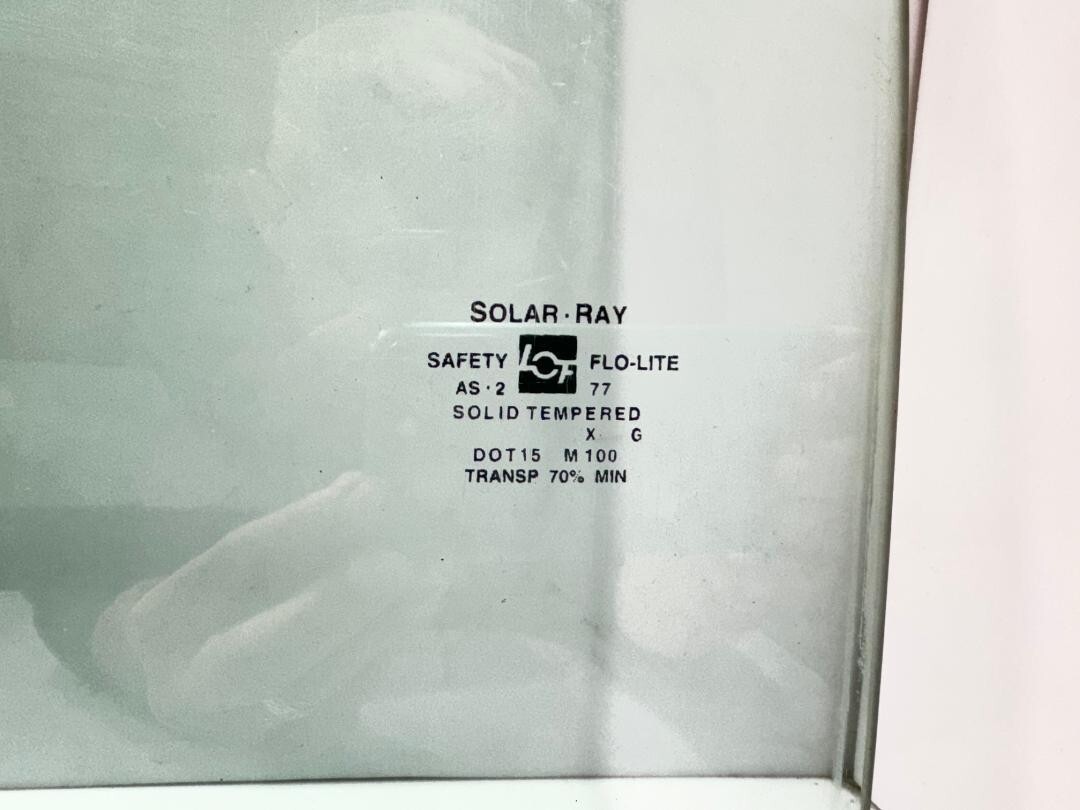 SOLAR·RAY
SAFETY LOF FLO-LITE
AS·2 77
SOLID TEMPERED
X G
DOT15 M100
TRANSP 70% MIN